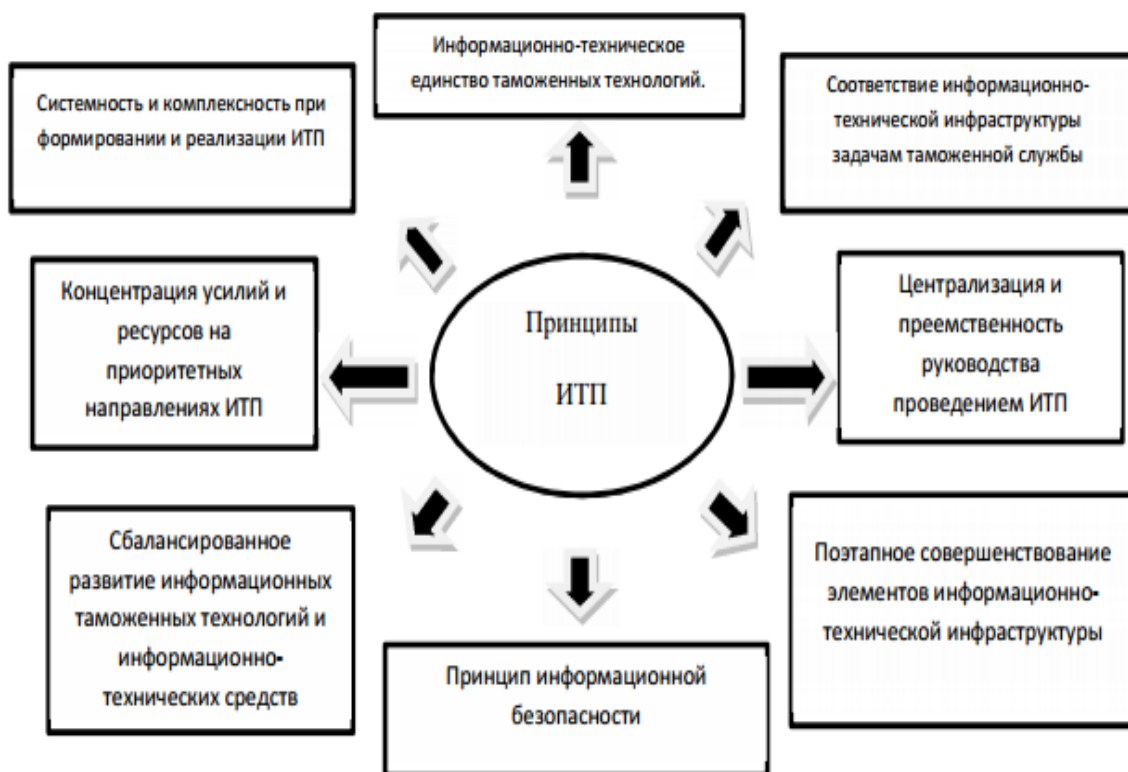 Информационно-техническое
единство таможенных технологий.
Системность и комплексность при
формировании и реализации ИТП
Соответствие информационно-
технической инфраструктуры
задачам таможенной службы
Концентрация усилий и
ресурсов на
приоритетных
направлениях ИТП
Принципы
ИТП
Централизация и
преемственность
руководства
проведением ИТП
Сбалансированное
развитие информационных
таможенных технологий и
информационно-
технических средств
Принцип информационной
безопасности
Поэтапное совершенствование
элементов информационно-
технической инфраструктуры